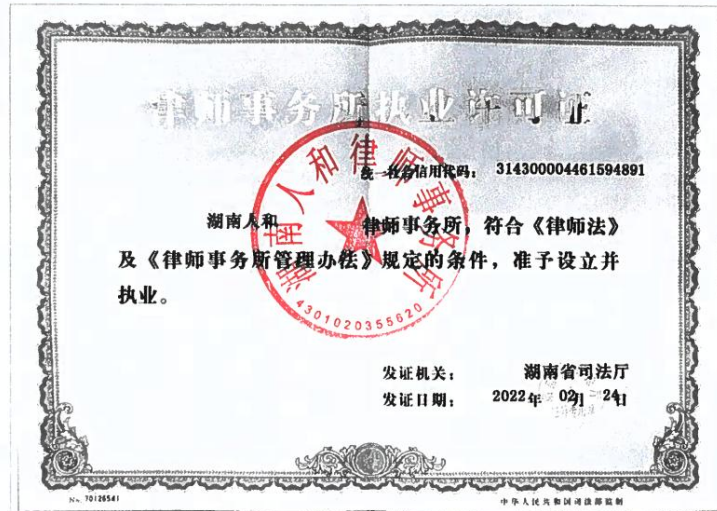 律师事务所执业许可证
统一社会信用代码: 314300004461594891
湖南人和 律师事务所，符合《律师法》
及《律师事务所管理办法》规定的条件，准予设立并
执业。
湖南人和律师事务所
4301020355620
发证机关: 湖南省司法厅
发证日期: 2022年 02月 24日
No. 70126541
中华人民共和国司法部监制